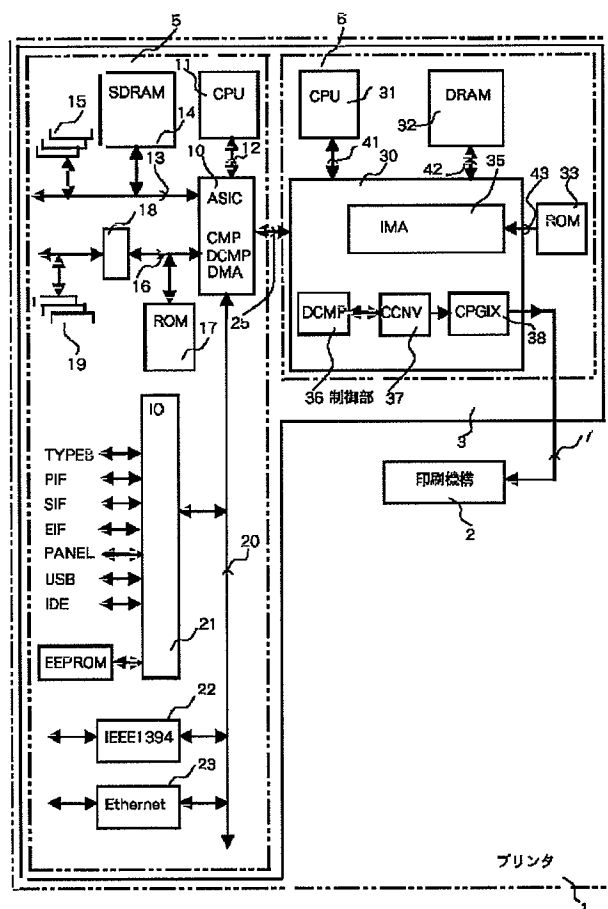 5
6
15
SDRAM
14
11
CPU
12
10
13
ASIC
CMP
DCMP
DMA
18
16
ROM
17
19
25
CPU
31
41
DRAM
32
42
30
35
IMA
43
33
ROM
DCMP
CCNV
CPGIX
36
制御部
37
38
3
7
印刷機構
2
IO
TYPEB
PIF
SIF
EIF
PANEL
USB
IDE
20
21
EEPROM
22
IEEE1394
23
Ethernet
プリンタ
1